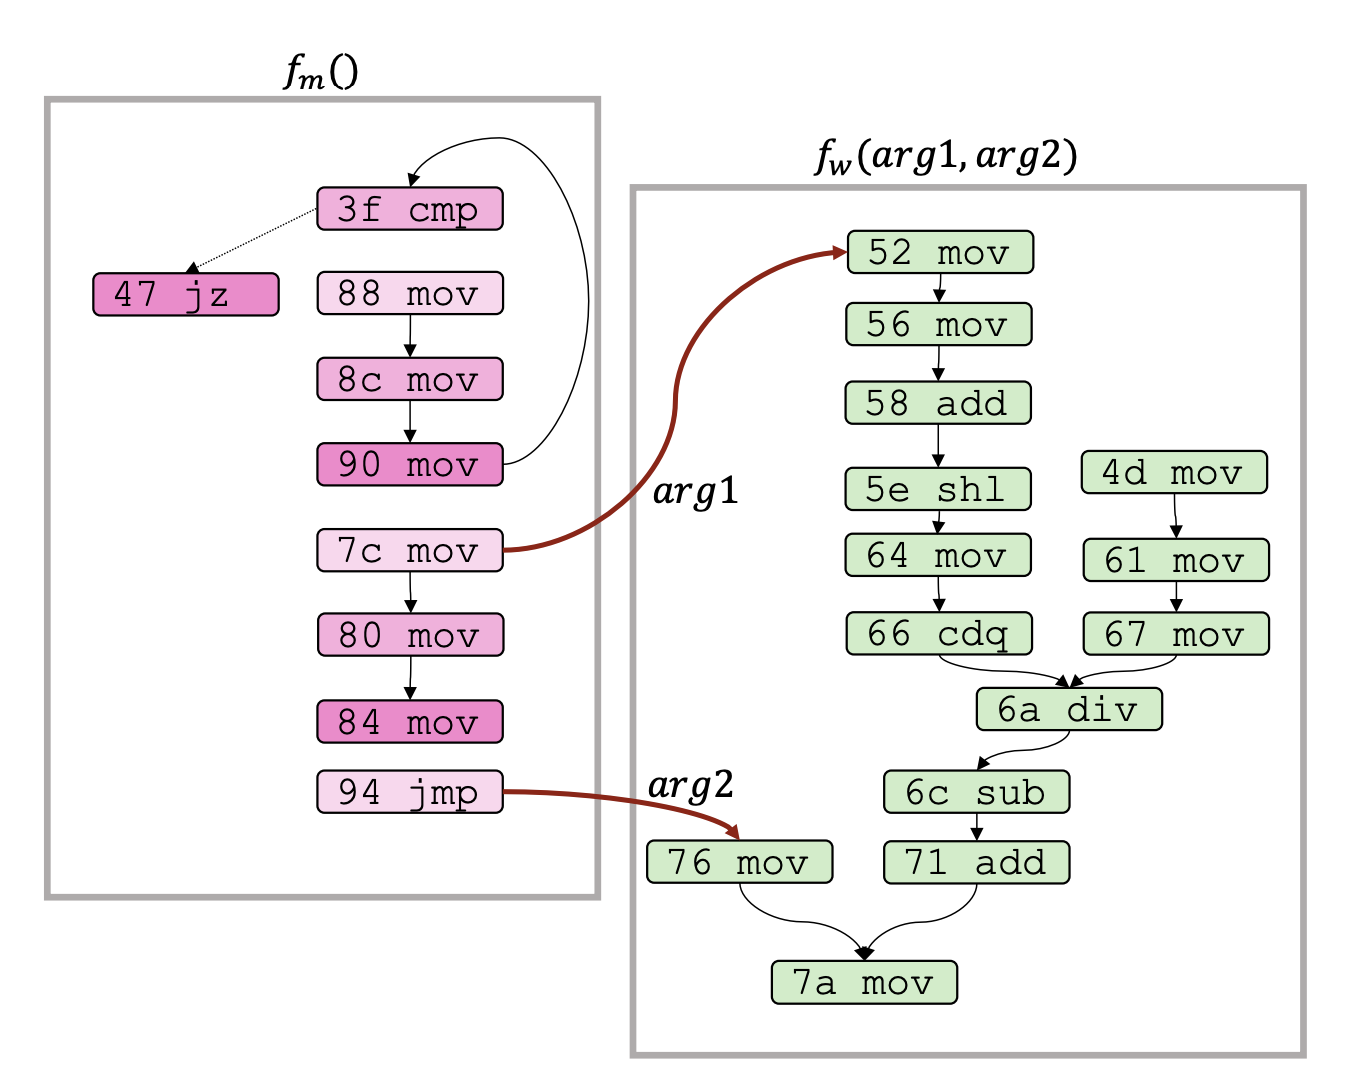 fm()
3f cmp
47 jz
88 mov
8c mov
90 mov
7c mov
80 mov
84 mov
94 jmp
arg1
arg2
fw(arg1, arg2)
52 mov
56 mov
58 add
5e shl
64 mov
66 cdq
4d mov
61 mov
67 mov
6a div
6c sub
71 add
76 mov
7a mov